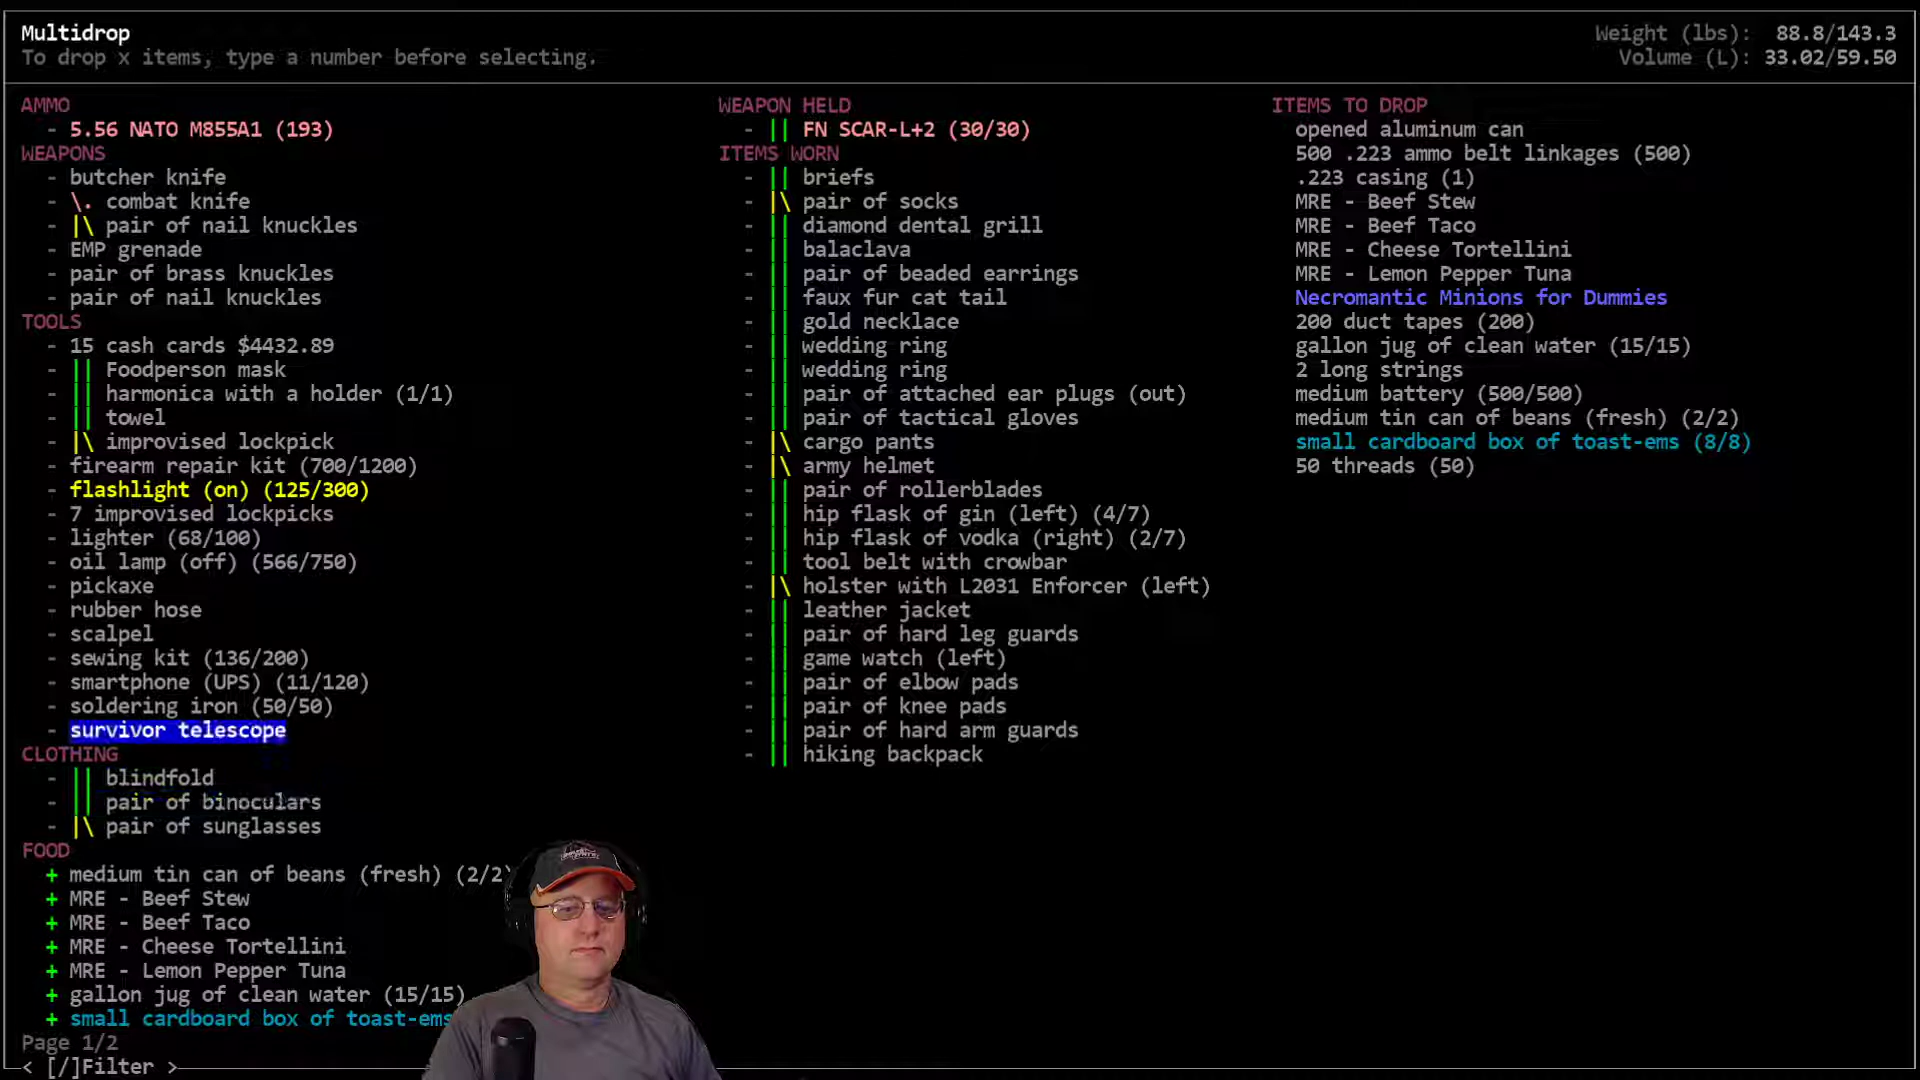 Multidrop
To drop x items, type a number before selecting.
Weight (lbs): 88.8/143.3
Volume (L): 33.02/59.50
AMMO
- 5.56 NATO M855A1 (193)
WEAPONS
- butcher knife
- \. combat knife
- |\ pair of nail knuckles
- EMP grenade
- pair of brass knuckles
- pair of nail knuckles
TOOLS
- 15 cash cards $4432.89
- || Foodperson mask
- || harmonica with a holder (1/1)
- || towel
- |\ improvised lockpick
- firearm repair kit (700/1200)
- flashlight (on) (125/300)
- 7 improvised lockpicks
- lighter (68/100)
- oil lamp (off) (566/750)
- pickaxe
- rubber hose
- scalpel
- sewing kit (136/200)
- smartphone (UPS) (11/120)
- soldering iron (50/50)
- survivor telescope
CLOTHING
- || blindfold
- || pair of binoculars
- |\ pair of sunglasses
FOOD
+ medium tin can of beans (fresh) (2/2)
+ MRE - Beef Stew
+ MRE - Beef Taco
+ MRE - Cheese Tortellini
+ MRE - Lemon Pepper Tuna
+ gallon jug of clean water (15/15)
+ small cardboard box of toast-ems
Page 1/2
< [/]Filter >
WEAPON HELD
- || FN SCAR-L+2 (30/30)
ITEMS WORN
- || briefs
- |\ pair of socks
- || diamond dental grill
- || balaclava
- || pair of beaded earrings
- || faux fur cat tail
- || gold necklace
- || wedding ring
- || wedding ring
- || pair of attached ear plugs (out)
- || pair of tactical gloves
- |\ cargo pants
- |\ army helmet
- || pair of rollerblades
- || hip flask of gin (left) (4/7)
- || hip flask of vodka (right) (2/7)
- || tool belt with crowbar
- |\ holster with L2031 Enforcer (left)
- || leather jacket
- || pair of hard leg guards
- || game watch (left)
- || pair of elbow pads
- || pair of knee pads
- || pair of hard arm guards
- || hiking backpack
ITEMS TO DROP
opened aluminum can
500 .223 ammo belt linkages (500)
.223 casing (1)
MRE - Beef Stew
MRE - Beef Taco
MRE - Cheese Tortellini
MRE - Lemon Pepper Tuna
Necromantic Minions for Dummies
200 duct tapes (200)
gallon jug of clean water (15/15)
2 long strings
medium battery (500/500)
medium tin can of beans (fresh) (2/2)
small cardboard box of toast-ems (8/8)
50 threads (50)